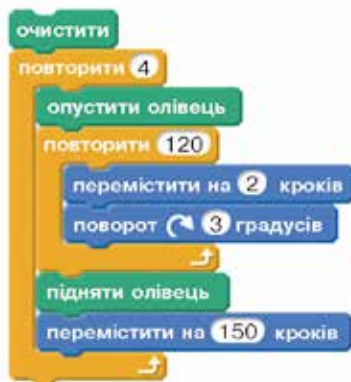 очистити
повторити 4
опустити олівець
повторити 120
перемістити на 2 кроків
поворот 3 градусів
підняти олівець
перемістити на 150 кроків